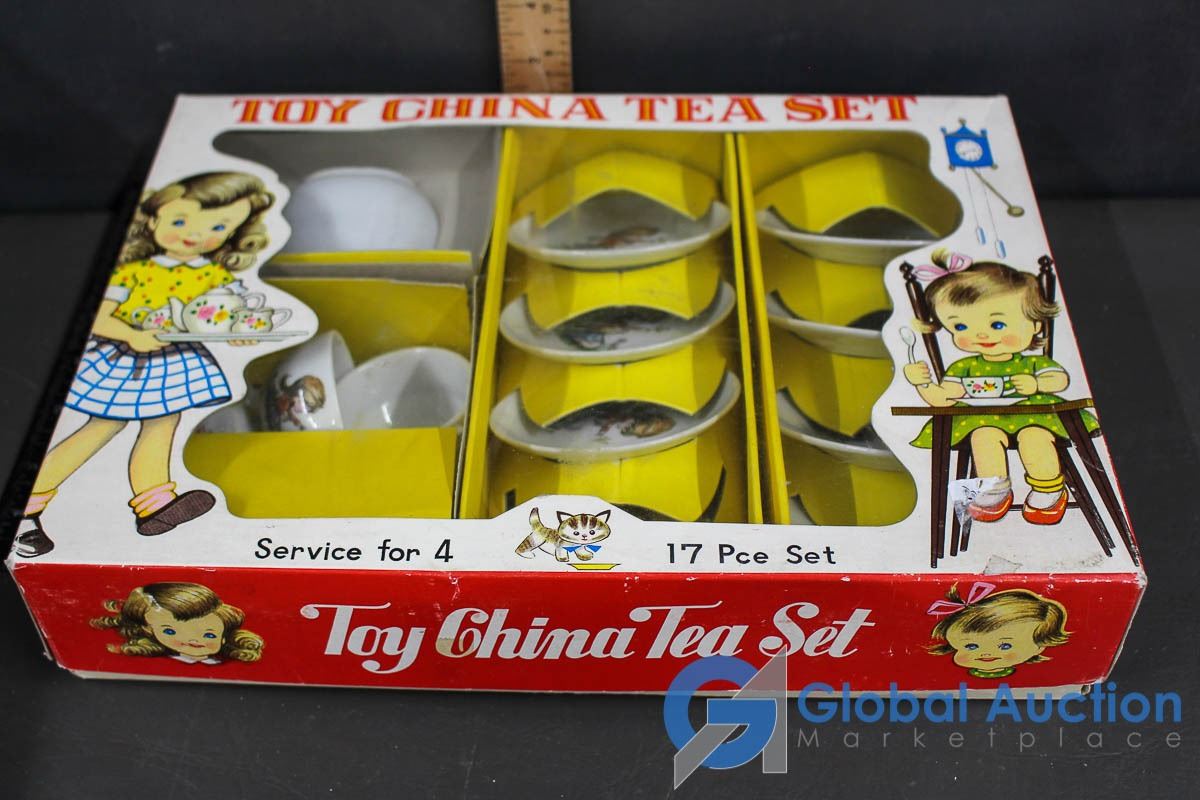 TOY CHINA TEA SET
Service for 4
17 Pce Set
Toy China Tea Set
Global Auction
Marketplace